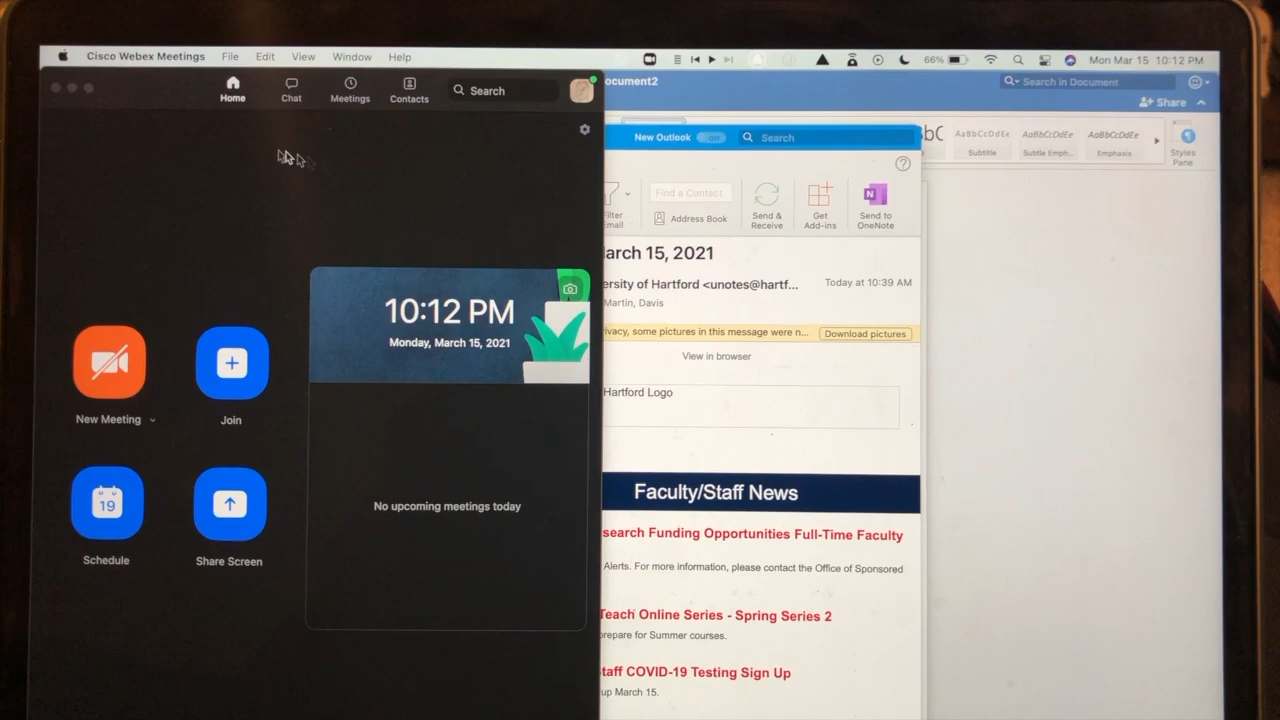 Cisco Webex Meetings File Edit View Window Help 66% Mon Mar 15 10:12 PM
Home Chat Meetings Contacts Search
ocument2 Search in Document
Share
New Outlook Search
AaBbCcDdEe AaBbCcDdEe AaBbCcDdEe
Subtitle Subtle Emph... Emphasis Styles Pane
Find a Contact
Address Book
Filter
Email
Send &
Receive
Get
Add-ins
Send to
OneNote
10:12 PM
Monday, March 15, 2021
New Meeting Join
19
Schedule Share Screen
No upcoming meetings today
arch 15, 2021
ersity of Hartford <unotes@hartf... Today at 10:39 AM
Martin, Davis
ivacy, some pictures in this message were n... Download pictures
View in browser
Hartford Logo
Faculty/Staff News
search Funding Opportunities Full-Time Faculty
Alerts. For more information, please contact the Office of Sponsored
Teach Online Series - Spring Series 2
prepare for Summer courses.
taff COVID-19 Testing Sign Up
up March 15.